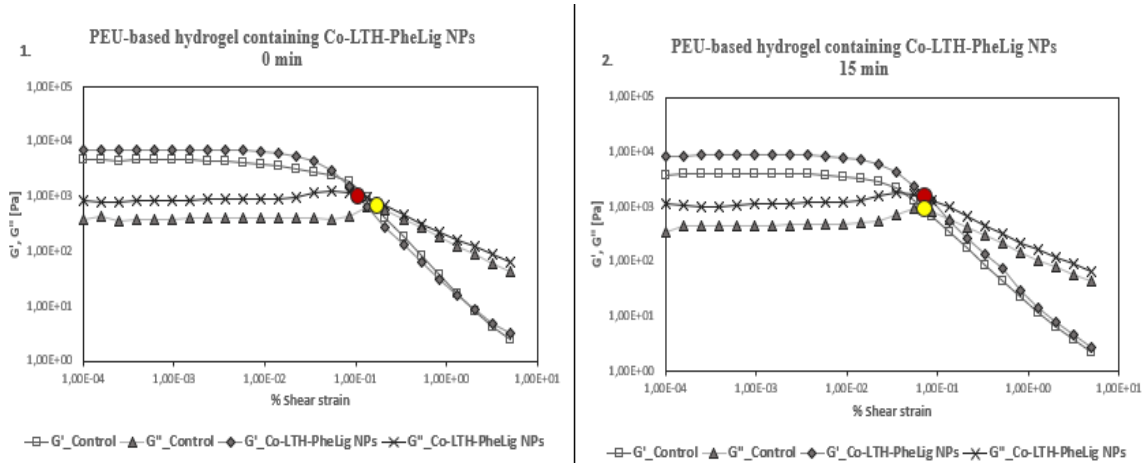 1.
PEU-based hydrogel containing Co-LTH-PheLig NPs
0 min
1,00E+05
1,00E+04
1,00E+03
1,00E+02
1,00E+01
1,00E+00
G', G'' [Pa]
1,00E-04 1,00E-03 1,00E-02 1,00E-01 1,00E+00 1,00E+01
% Shear strain
G'_Control G''_Control G'_Co-LTH-PheLig NPs G''_Co-LTH-PheLig NPs
2.
PEU-based hydrogel containing Co-LTH-PheLig NPs
15 min
1,00E+05
1,00E+04
1,00E+03
1,00E+02
1,00E+01
1,00E+00
G', G'' [Pa]
1,00E-04 1,00E-03 1,00E-02 1,00E-01 1,00E+00 1,00E+01
% Shear strain
G'_Control G''_Control G'_Co-LTH-PheLig NPs G''_Co-LTH-PheLig NPs